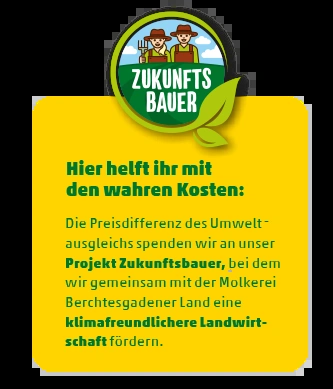 ZUKUNFTS
BAUER
Hier helft ihr mit
den wahren Kosten:
Die Preisdifferenz des Umwelt-
ausgleichs spenden wir an unser
Projekt Zukunftsbauer, bei dem
wir gemeinsam mit der Molkerei
Berchtesgadener Land eine
klimafreundlichere Landwirt-
schaft fördern.